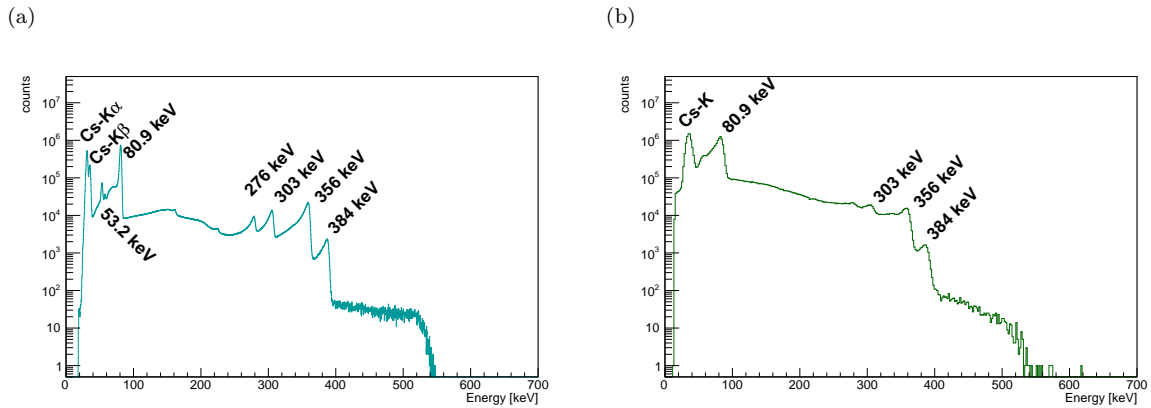 (a)
(b)
counts
10^7
10^6
10^5
10^4
10^3
10^2
10
1
0
100
200
300
400
500
600
700
Energy [keV]
Cs-Kα
Cs-Kβ
80.9 keV
53.2 keV
276 keV
303 keV
356 keV
384 keV
counts
10^7
10^6
10^5
10^4
10^3
10^2
10
1
0
100
200
300
400
500
600
700
Energy [keV]
Cs-K
80.9 keV
303 keV
356 keV
384 keV